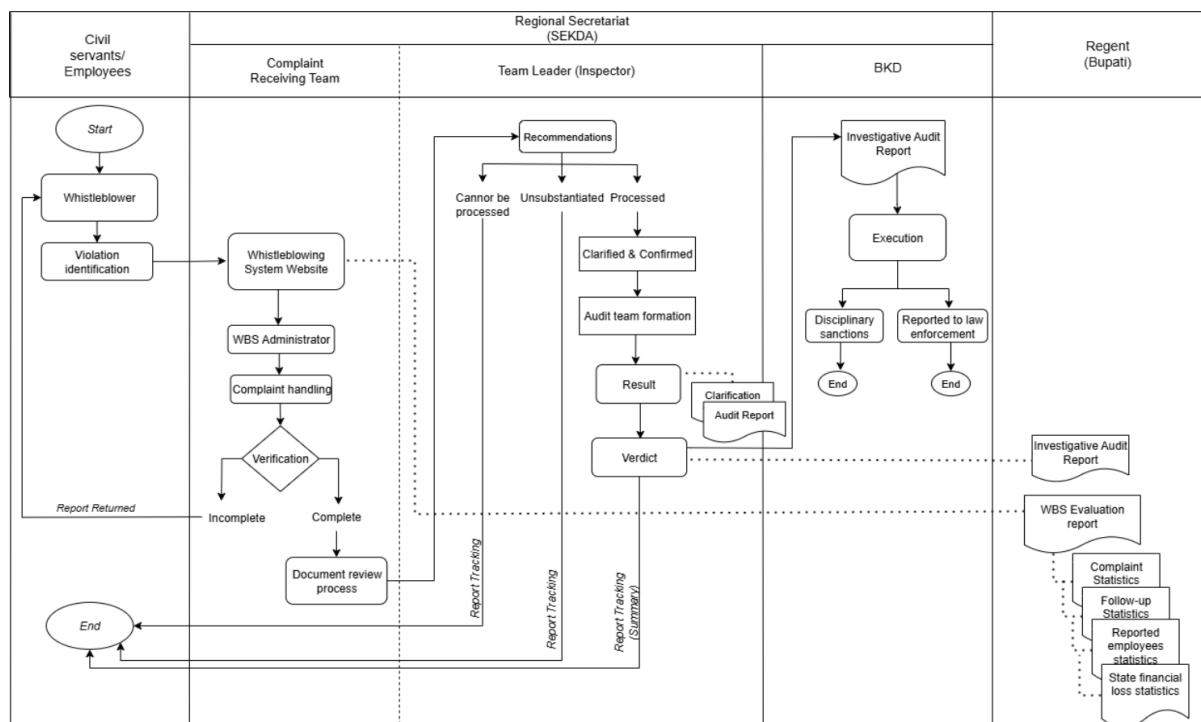 Civil
servants/
Employees
Regional Secretariat
(SEKDA)
Regent
(Bupati)
Complaint
Receiving Team
Team Leader (Inspector)
BKD
Start
Whistleblower
Violation
identification
Whistleblowing
System Website
WBS Administrator
Complaint handling
Verification
Report Returned
Incomplete
Complete
Document review
process
End
Recommendations
Cannor be
processed
Unsubstantiated
Processed
Clarified & Confirmed
Audit team formation
Result
Clarification
Audit Report
Verdict
Report Tracking
Report Tracking
Report Tracking
(Summary)
Investigative Audit
Report
Execution
Disciplinary
sanctions
Reported to law
enforcement
End
End
Investigative Audit
Report
WBS Evaluation
report
Complaint
Statistics
Follow-up
Statistics
Reported
employees
statistics
State financial
loss statistics